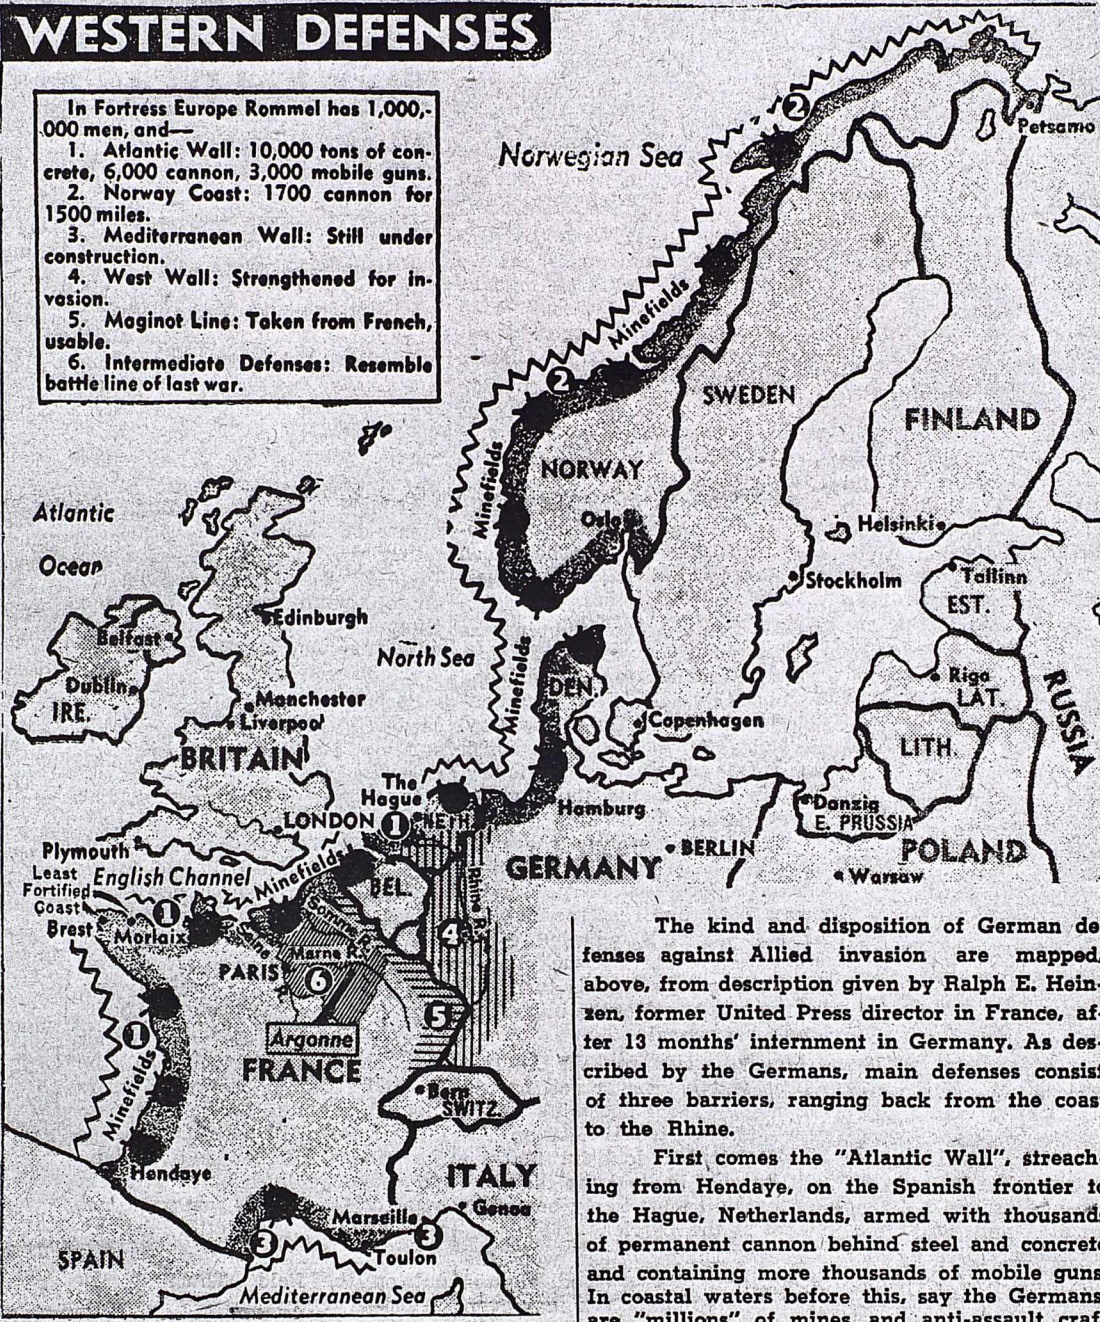 WESTERN DEFENSES
In Fortress Europe Rommel has 1,000,-
000 men, and—
1. Atlantic Wall: 10,000 tons of con-
crete, 6,000 cannon, 3,000 mobile guns.
2. Norway Coast: 1700 cannon for
1500 miles.
3. Mediterranean Wall: Still under
construction.
4. West Wall: Strengthened for in-
vasion.
5. Maginot Line: Taken from French,
usable.
6. Intermediate Defenses: Resemble
battle line of last war.
2
Petsamo
Norwegian Sea
Minefields
2
SWEDEN
FINLAND
NORWAY
Minefields
Oslo
Helsinki
Atlantic
Ocean
Stockholm
Tallinn
EST.
Edinburgh
Belfast
North Sea
Minefields
DEN.
Riga
LAT.
RUSSIA
Dublin
IRE.
Manchester
Liverpool
Copenhagen
LITH.
BRITAIN
The
Hague
1
NETH.
Hamburg
Danzig
E. PRUSSIA
LONDON
Plymouth
English Channel
Minefields
BEL.
GERMANY
BERLIN
POLAND
Warsaw
Least
Fortified
Coast
Brest
1
Morlaix
Seine
Somme R.
Rhine R.
4
Marne R.
PARIS
6
5
Argonne
1
Minefields
FRANCE
Bern
SWITZ.
Hendaye
ITALY
Genoa
Marseille
3
3
Toulon
SPAIN
Mediterranean Sea
The kind and disposition of German de
fenses against Allied invasion are mapped,
above, from description given by Ralph E. Hein-
zen, former United Press director in France, af-
ter 13 months' internment in Germany. As des-
cribed by the Germans, main defenses consist
of three barriers, ranging back from the coas
to the Rhine.
First comes the "Atlantic Wall", streach-
ing from Hendaye, on the Spanish frontier to
the Hague, Netherlands, armed with thousands
of permanent cannon behind steel and concrete
and containing more thousands of mobile guns
In coastal waters before this, say the Germans
are "millions" of mines and anti-assault craf